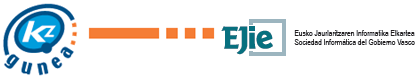 KZ
gunea
EJie
Eusko Jaurlaritzaren Informatika Elkartea
Sociedad Informática del Gobierno Vasco